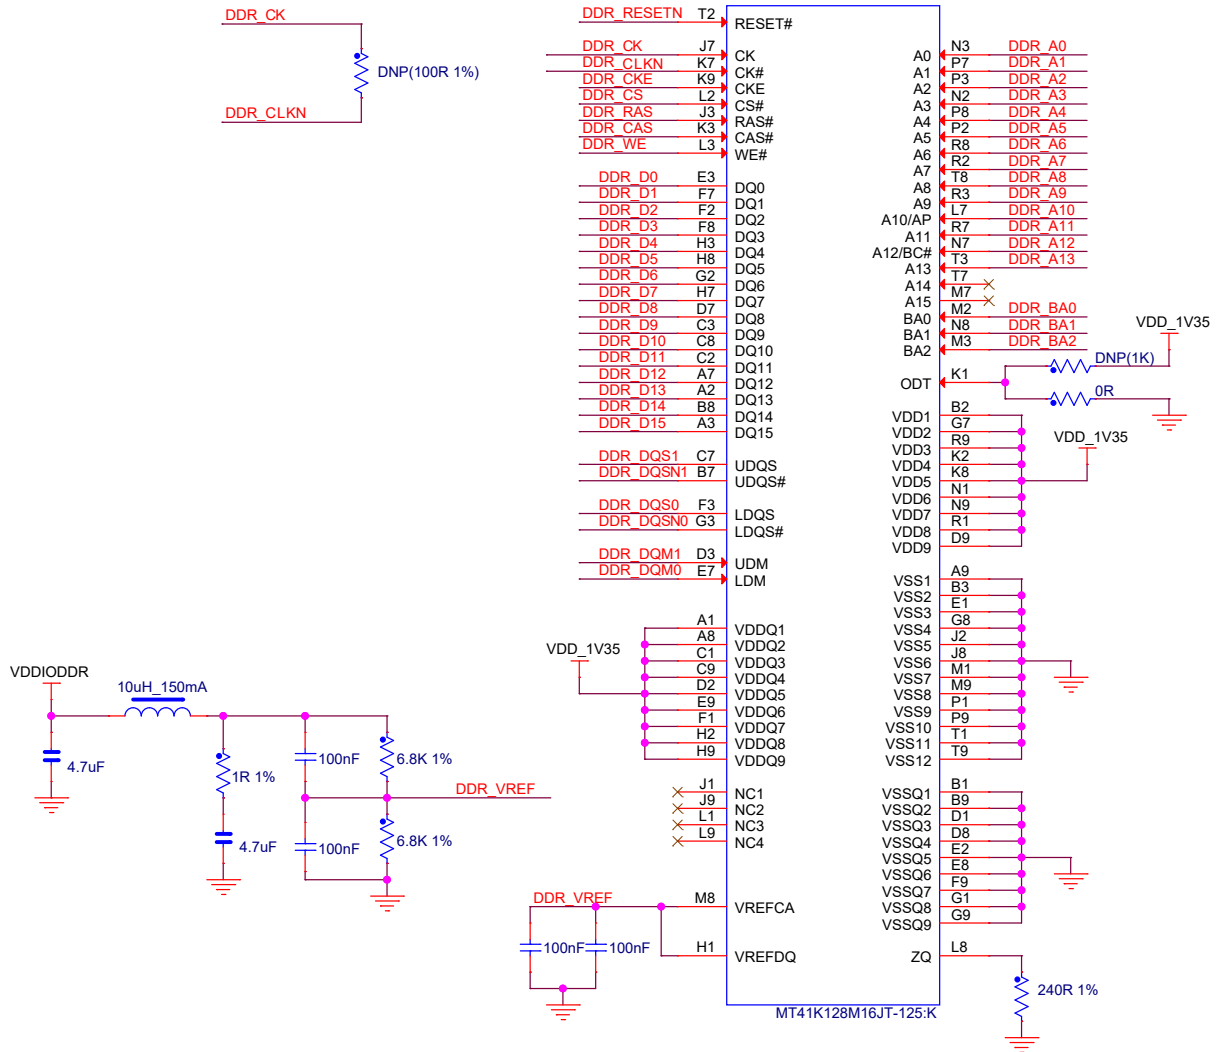 DDR_CK
DNP(100R 1%)
DDR_CLKN
DDR_RESETN T2 RESET#
DDR_CK J7 CK
DDR_CLKN K7 CK#
DDR_CKE K9 CKE
DDR_CS L2 CS#
DDR_RAS J3 RAS#
DDR_CAS K3 CAS#
DDR_WE L3 WE#
DDR_D0 E3 DQ0
DDR_D1 F7 DQ1
DDR_D2 F2 DQ2
DDR_D3 F8 DQ3
DDR_D4 H3 DQ4
DDR_D5 H8 DQ5
DDR_D6 G2 DQ6
DDR_D7 H7 DQ7
DDR_D8 D7 DQ8
DDR_D9 C3 DQ9
DDR_D10 C8 DQ10
DDR_D11 C2 DQ11
DDR_D12 A7 DQ12
DDR_D13 A2 DQ13
DDR_D14 B8 DQ14
DDR_D15 A3 DQ15
DDR_DQS1 C7 UDQS
DDR_DQSN1 B7 UDQS#
DDR_DQS0 F3 LDQS
DDR_DQSN0 G3 LDQS#
DDR_DQM1 D3 UDM
DDR_DQM0 E7 LDM
VDD_1V35
A1 VDDQ1
A8 VDDQ2
C1 VDDQ3
C9 VDDQ4
D2 VDDQ5
E9 VDDQ6
F1 VDDQ7
H2 VDDQ8
H9 VDDQ9
J1 NC1
J9 NC2
L1 NC3
L9 NC4
DDR_VREF M8 VREFCA
100nF 100nF H1 VREFDQ
A0 N3 DDR_A0
A1 P7 DDR_A1
A2 P3 DDR_A2
A3 N2 DDR_A3
A4 P8 DDR_A4
A5 P2 DDR_A5
A6 R8 DDR_A6
A7 R2 DDR_A7
A8 T8 DDR_A8
A9 R3 DDR_A9
A10/AP L7 DDR_A10
A11 R7 DDR_A11
A12/BC# N7 DDR_A12
A13 T3 DDR_A13
A14 T7
A15 M7
BA0 M2 DDR_BA0
BA1 N8 DDR_BA1
BA2 M3 DDR_BA2
VDD_1V35
DNP(1K)
ODT K1
0R
VDD1 B2
VDD2 G7
VDD3 R9
VDD4 K2
VDD5 K8
VDD6 N1
VDD7 N9
VDD8 R1
VDD9 D9
VDD_1V35
VSS1 A9
VSS2 B3
VSS3 E1
VSS4 G8
VSS5 J2
VSS6 J8
VSS7 M1
VSS8 M9
VSS9 P1
VSS10 P9
VSS11 T1
VSS12 T9
VSSQ1 B1
VSSQ2 B9
VSSQ3 D1
VSSQ4 D8
VSSQ5 E2
VSSQ6 E8
VSSQ7 F9
VSSQ8 G1
VSSQ9 G9
ZQ L8
240R 1%
MT41K128M16JT-125:K
VDDIODDR
10uH_150mA
4.7uF
1R 1%
4.7uF
100nF
6.8K 1%
DDR_VREF
100nF
6.8K 1%